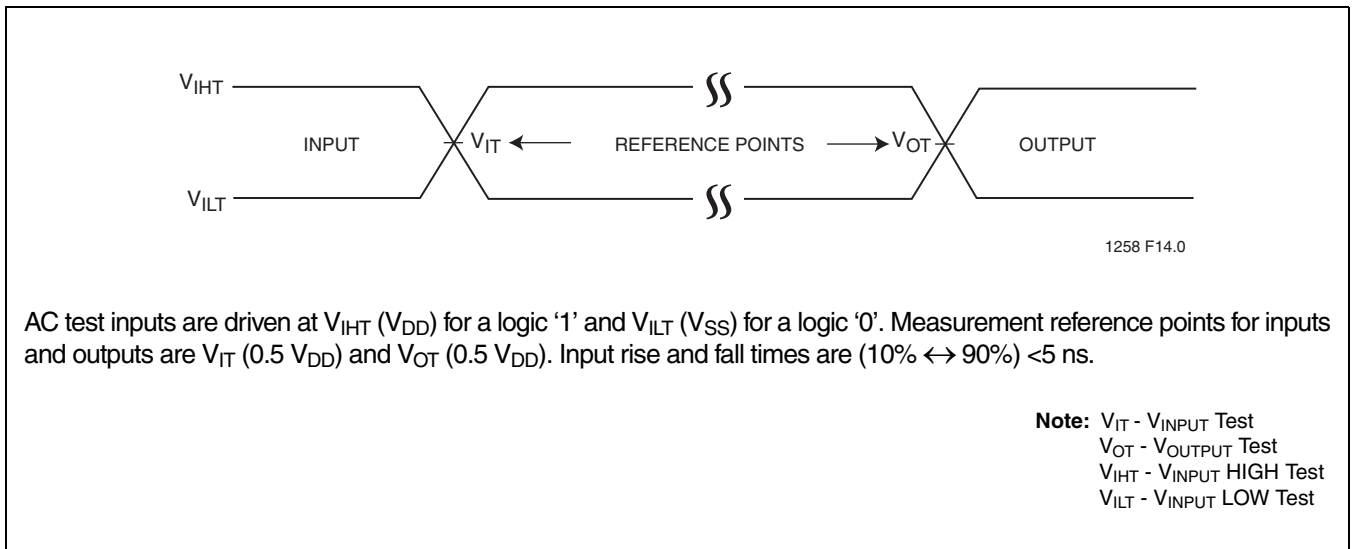 VIHT
INPUT VIT REFERENCE POINTS VOT OUTPUT
VILT
1258 F14.0
AC test inputs are driven at VIHT (VDD) for a logic ‘1’ and VILT (VSS) for a logic ‘0’. Measurement reference points for inputs
and outputs are VIT (0.5 VDD) and VOT (0.5 VDD). Input rise and fall times are (10% ↔ 90%) <5 ns.
Note: VIT - VINPUT Test
VOT - VOUTPUT Test
VIHT - VINPUT HIGH Test
VILT - VINPUT LOW Test